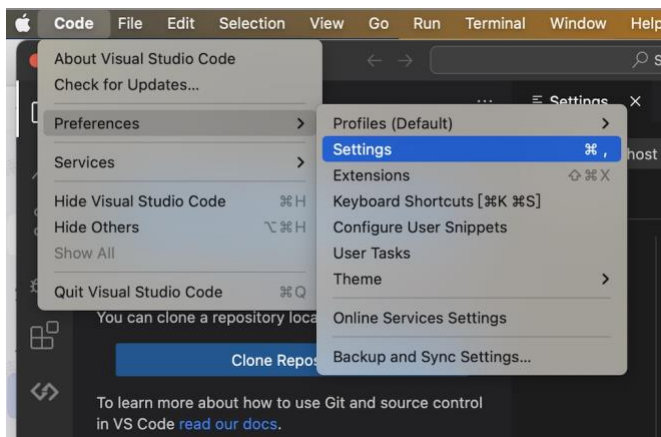 Code File Edit Selection View Go Run Terminal Window Help
About Visual Studio Code
Check for Updates...
Preferences
Services
Hide Visual Studio Code ⌘H
Hide Others ⌥⌘H
Show All
Quit Visual Studio Code ⌘Q
Settings
Profiles (Default)
Settings ⌘ ,
Extensions ⇧⌘X
Keyboard Shortcuts [⌘K ⌘S]
Configure User Snippets
User Tasks
Theme
Online Services Settings
Backup and Sync Settings...
host
You can clone a repository loca
Clone Repos
To learn more about how to use Git and source control
in VS Code read our docs.